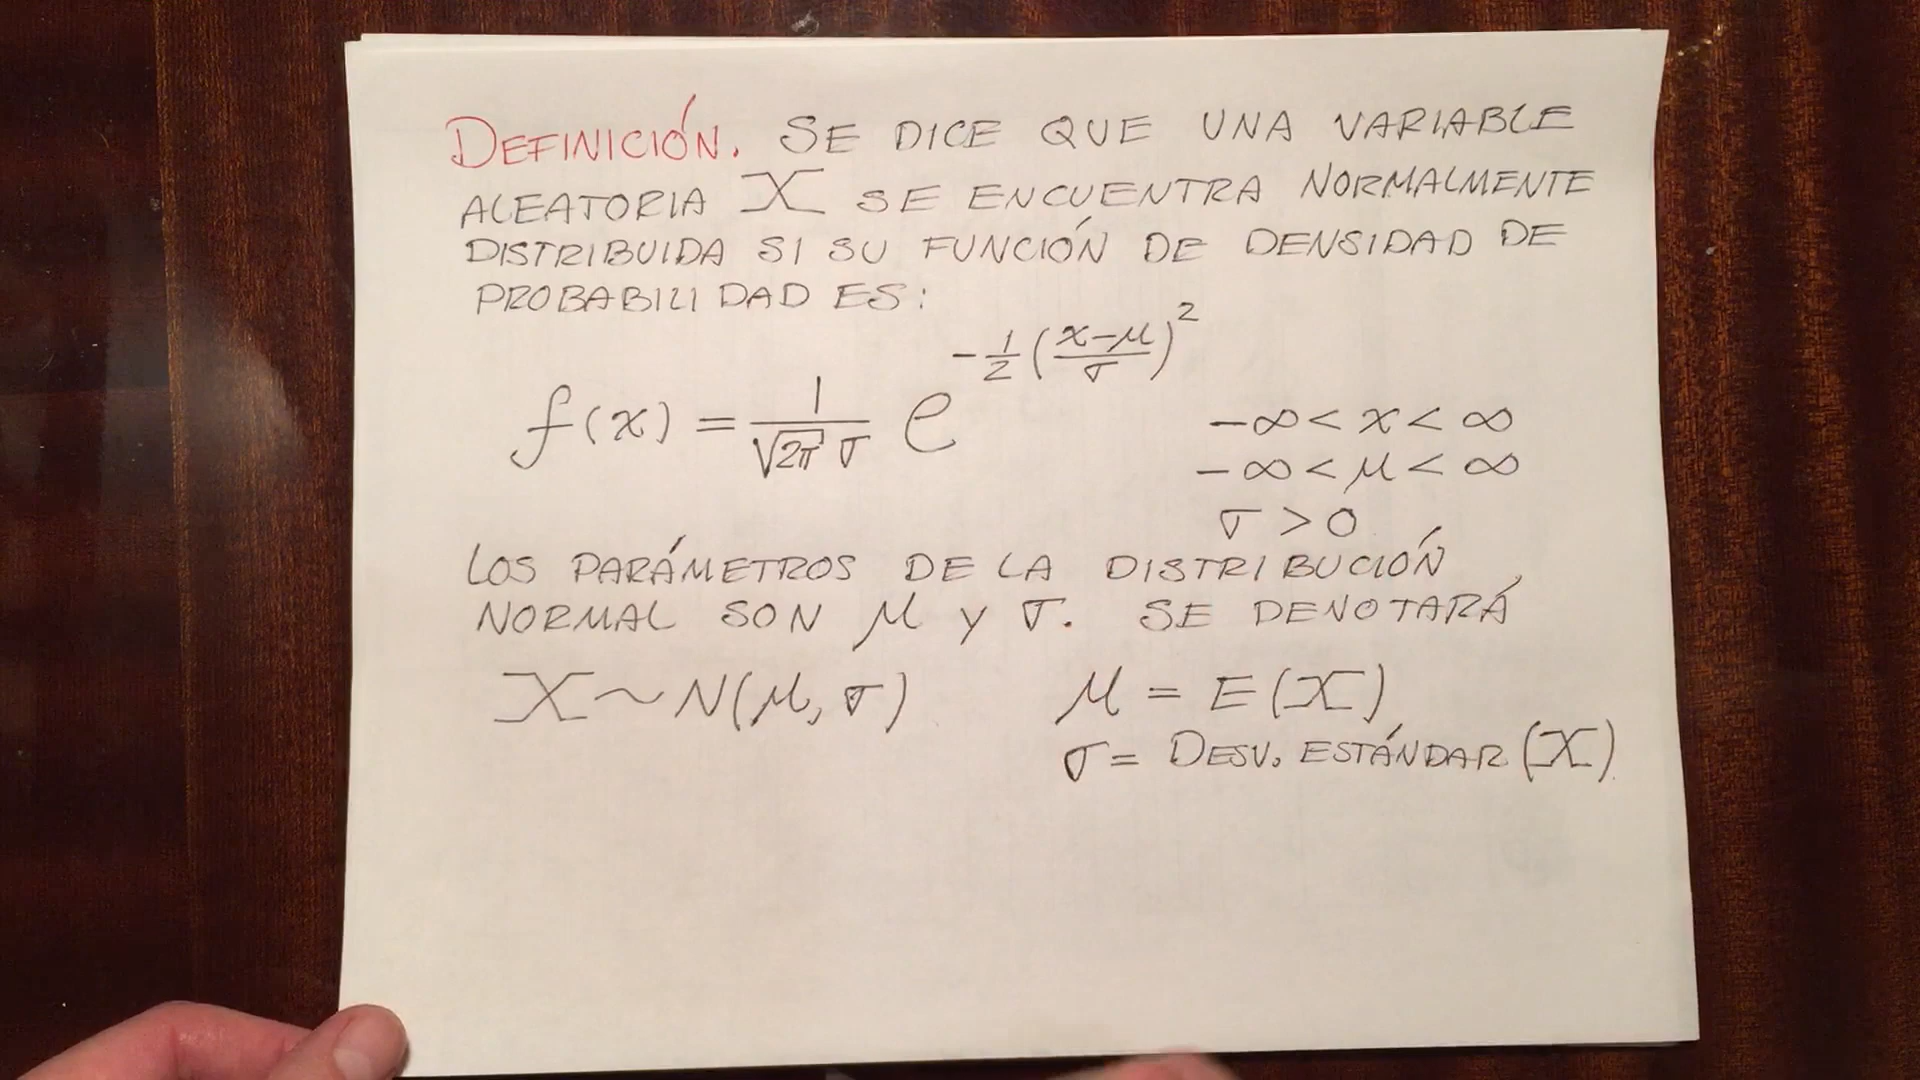 DEFINICIÓN. SE DICE QUE UNA VARIABLE
ALEATORIA X SE ENCUENTRA NORMALMENTE
DISTRIBUIDA SI SU FUNCIÓN DE DENSIDAD DE
PROBABILIDAD ES:
f(x) = 1/(√2π σ) e^(-1/2 ((x-μ)/σ)^2)
-∞ < x < ∞
-∞ < μ < ∞
σ > 0
LOS PARÁMETROS DE LA DISTRIBUCIÓN
NORMAL SON μ y σ. SE DENOTARÁ
X ~ N(μ, σ) μ = E(X)
σ = DESV. ESTÁNDAR (X).